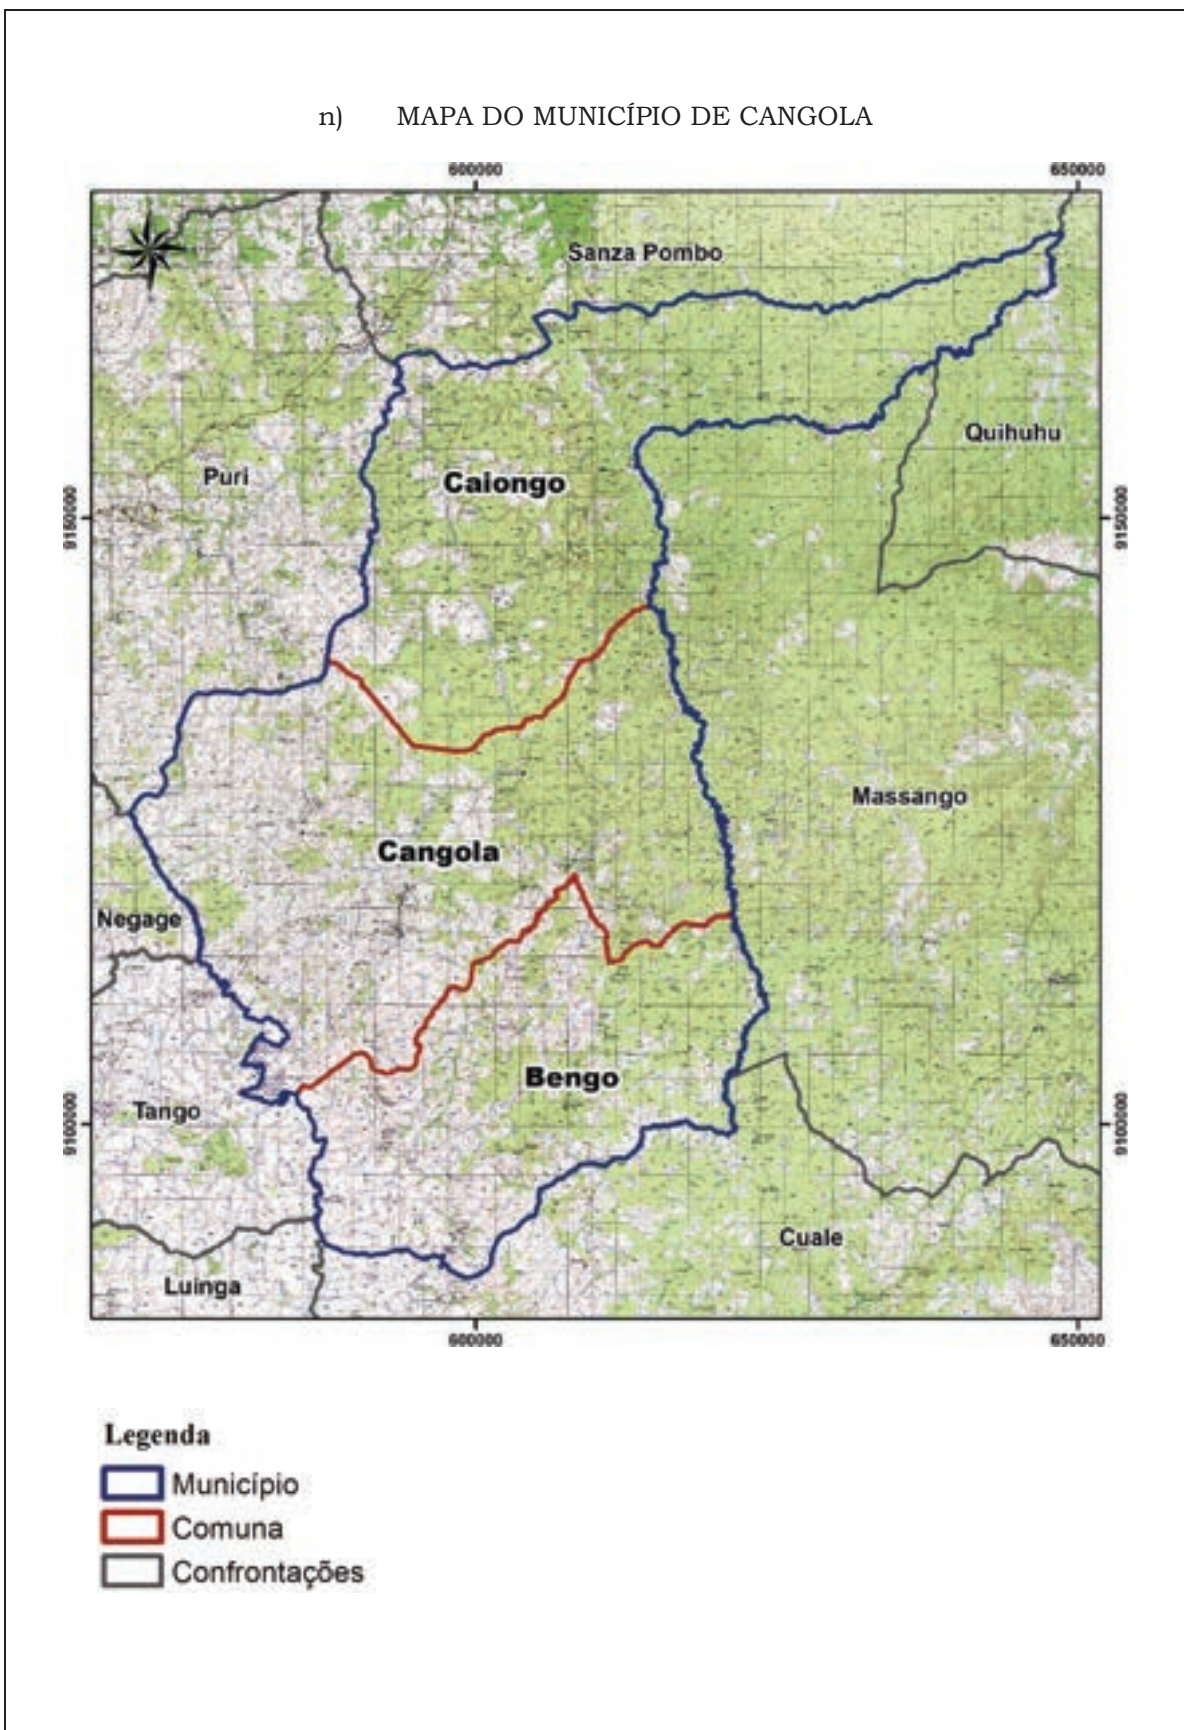 n) MAPA DO MUNICÍPIO DE CANGOLA
600000 650000
Sanza Pombo
Quihuhu
Puri
Caiongo
9150000 9150000
Massango
Cangola
Negage
Bengo
Tango
9100000 9100000
Cuale
Luinga
600000 650000
Legenda
Município
Comuna
Confrontações